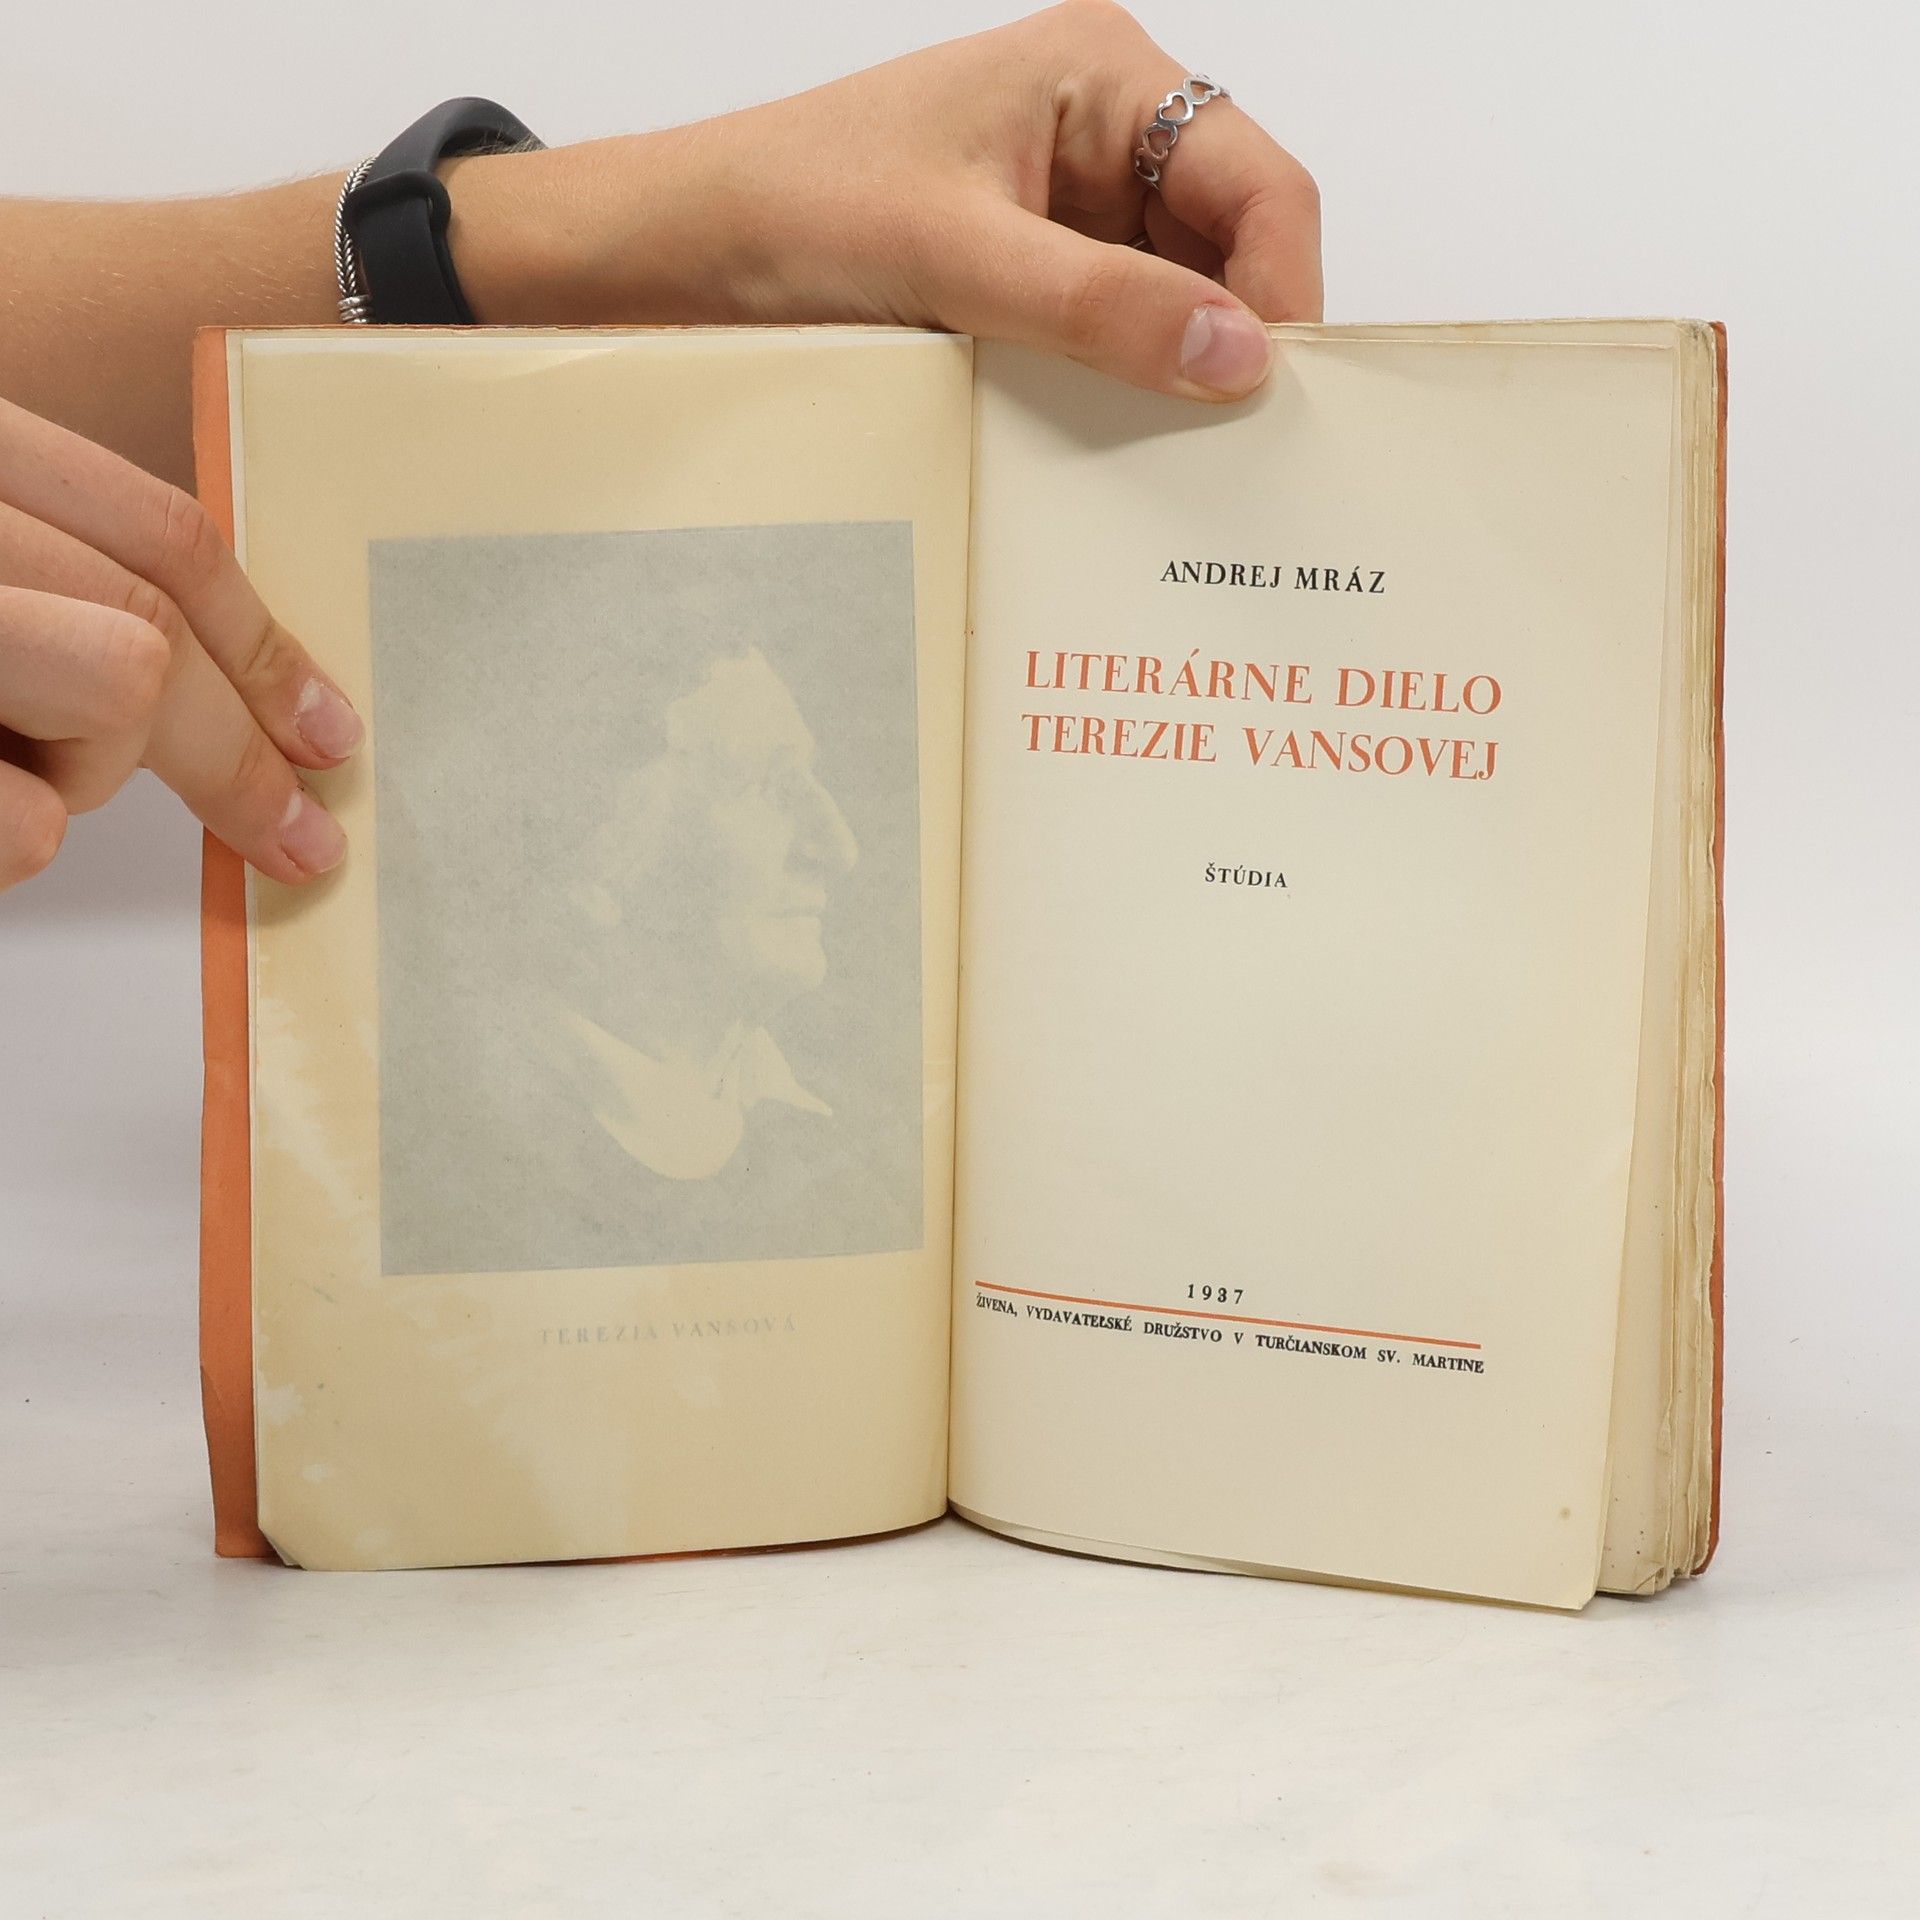 TEREZIA VANSOVÁ
ANDREJ MRÁZ
LITERÁRNE DIELO
TEREZIE VANSOVEJ
ŠTÚDIA
1937
ŽIVENA, VYDAVATEĽSKÉ DRUŽSTVO V TURČIANSKOM SV. MARTINE